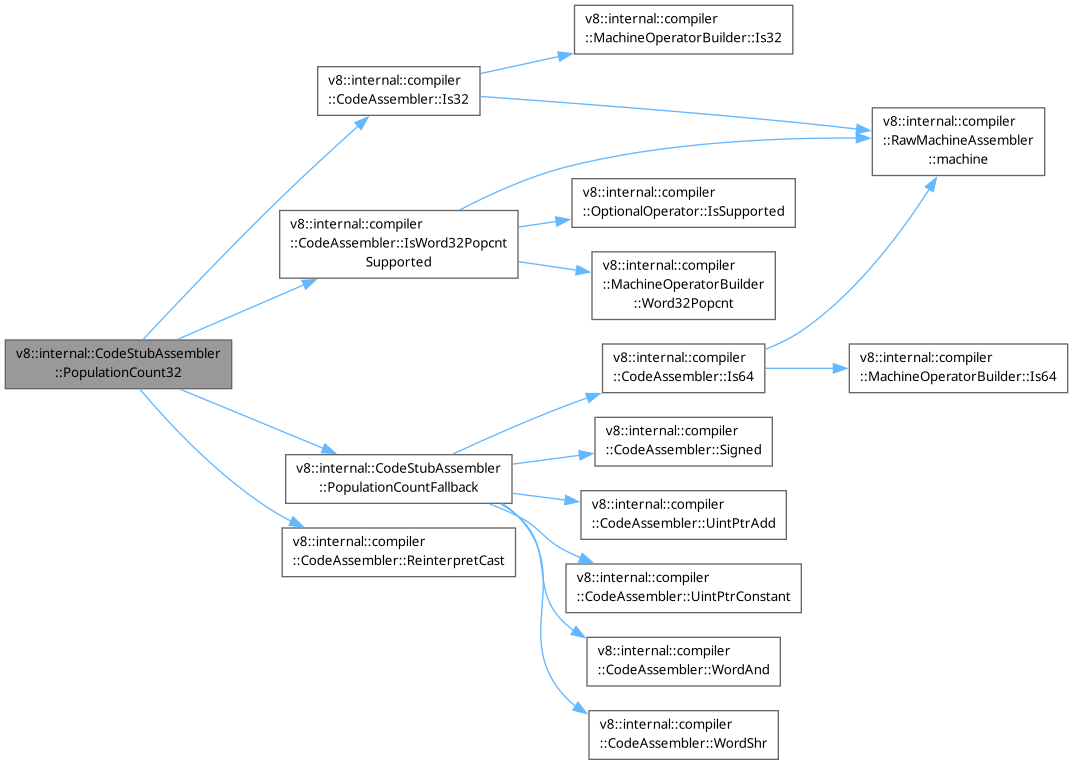 v8::internal::compiler
::MachineOperatorBuilder::Is32
v8::internal::compiler
::CodeAssembler::Is32
v8::internal::compiler
::RawMachineAssembler
::machine
v8::internal::compiler
::OptionalOperator::IsSupported
v8::internal::compiler
::CodeAssembler::IsWord32Popcnt
Supported
v8::internal::compiler
::MachineOperatorBuilder
::Word32Popcnt
v8::internal::CodeStubAssembler
::PopulationCount32
v8::internal::compiler
::CodeAssembler::Is64
v8::internal::compiler
::MachineOperatorBuilder::Is64
v8::internal::compiler
::CodeAssembler::Signed
v8::internal::CodeStubAssembler
::PopulationCountFallback
v8::internal::compiler
::CodeAssembler::UintPtrAdd
v8::internal::compiler
::CodeAssembler::ReinterpretCast
v8::internal::compiler
::CodeAssembler::UintPtrConstant
v8::internal::compiler
::CodeAssembler::WordAnd
v8::internal::compiler
::CodeAssembler::WordShr